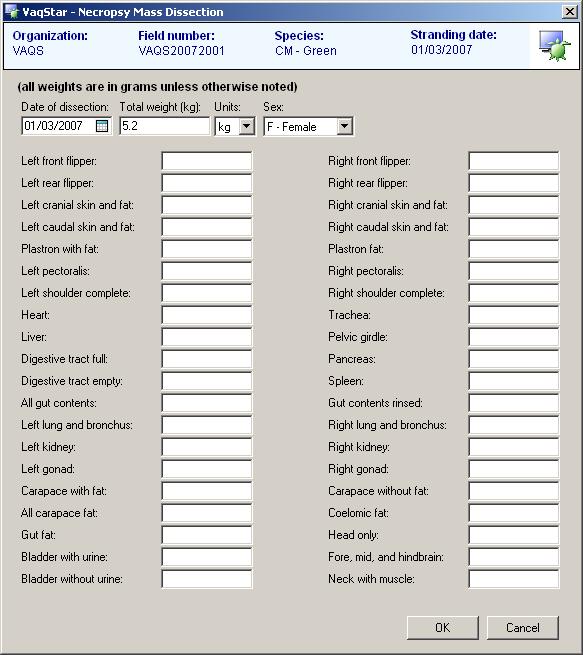 VaqStar - Necropsy Mass Dissection
Organization: Field number: Species: Stranding date:
VAQS VAQS20072001 CM - Green 01/03/2007
(all weights are in grams unless otherwise noted)
Date of dissection: Total weight (kg): Units: Sex:
01/03/2007 5.2 kg F - Female
Left front flipper: Right front flipper:
Left rear flipper: Right rear flipper:
Left cranial skin and fat: Right cranial skin and fat:
Left caudal skin and fat: Right caudal skin and fat:
Plastron with fat: Plastron fat:
Left pectoralis: Right pectoralis:
Left shoulder complete: Right shoulder complete:
Heart: Trachea:
Liver: Pelvic girdle:
Digestive tract full: Pancreas:
Digestive tract empty: Spleen:
All gut contents: Gut contents rinsed:
Left lung and bronchus: Right lung and bronchus:
Left kidney: Right kidney:
Left gonad: Right gonad:
Carapace with fat: Carapace without fat:
All carapace fat: Coelomic fat:
Gut fat: Head only:
Bladder with urine: Fore, mid, and hindbrain:
Bladder without urine: Neck with muscle:
OK Cancel